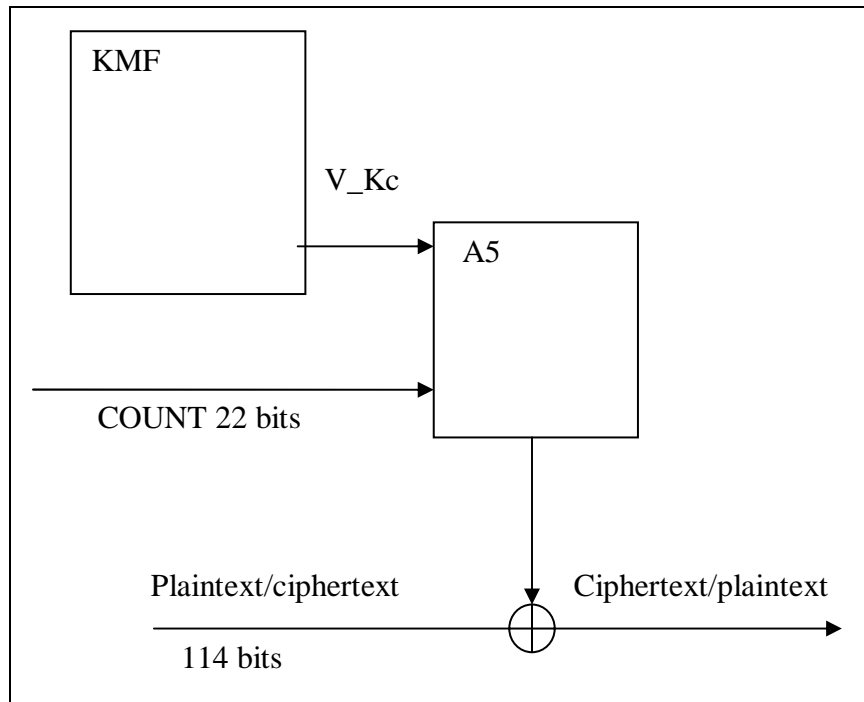 KMF
V_Kc
A5
COUNT 22 bits
Plaintext/ciphertext
Ciphertext/plaintext
114 bits